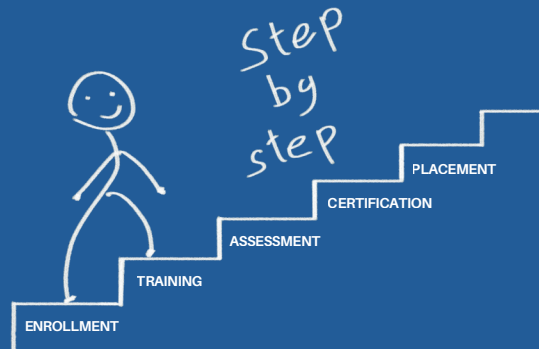 Step
by
step
PLACEMENT
CERTIFICATION
ASSESSMENT
TRAINING
ENROLLMENT